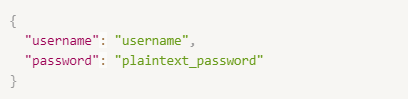 {
"username": "username",
"password": "plaintext_password"
}